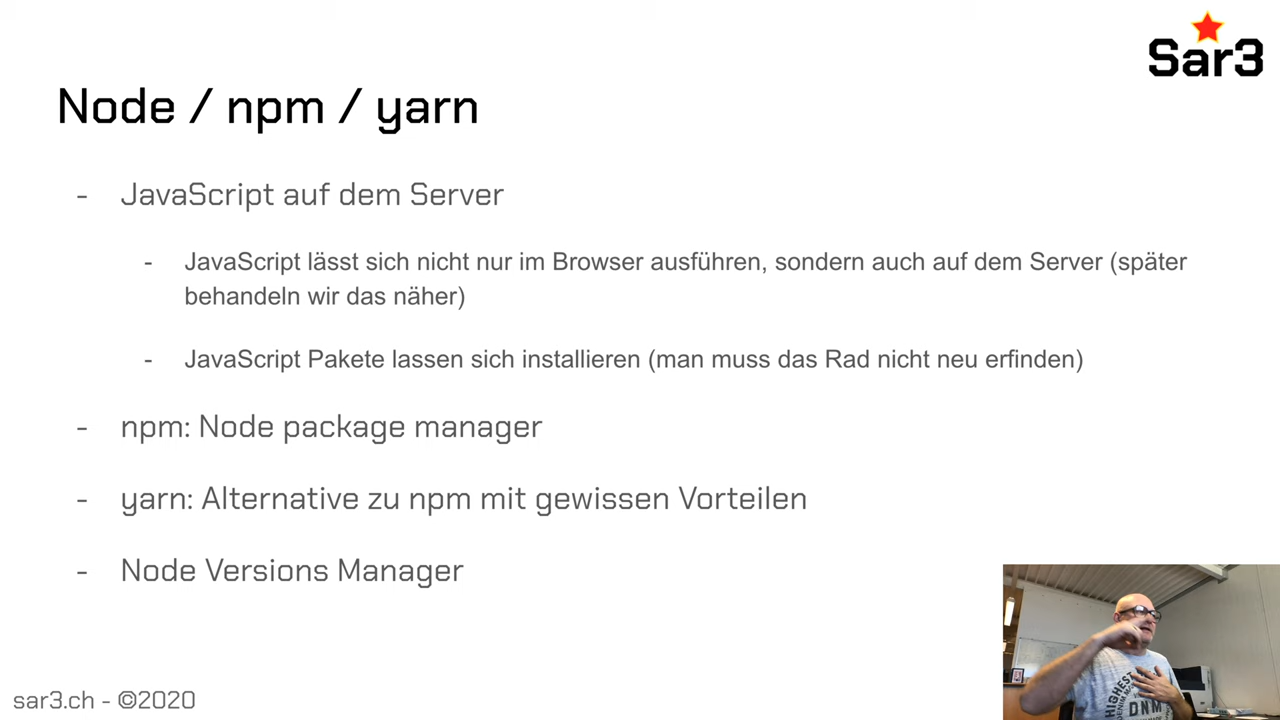 Sar3
Node / npm / yarn
- JavaScript auf dem Server
- JavaScript lässt sich nicht nur im Browser ausführen, sondern auch auf dem Server (später
behandeln wir das näher)
- JavaScript Pakete lassen sich installieren (man muss das Rad nicht neu erfinden)
- npm: Node package manager
- yarn: Alternative zu npm mit gewissen Vorteilen
- Node Versions Manager
HIGHEST
DNM
sar3.ch - ©2020